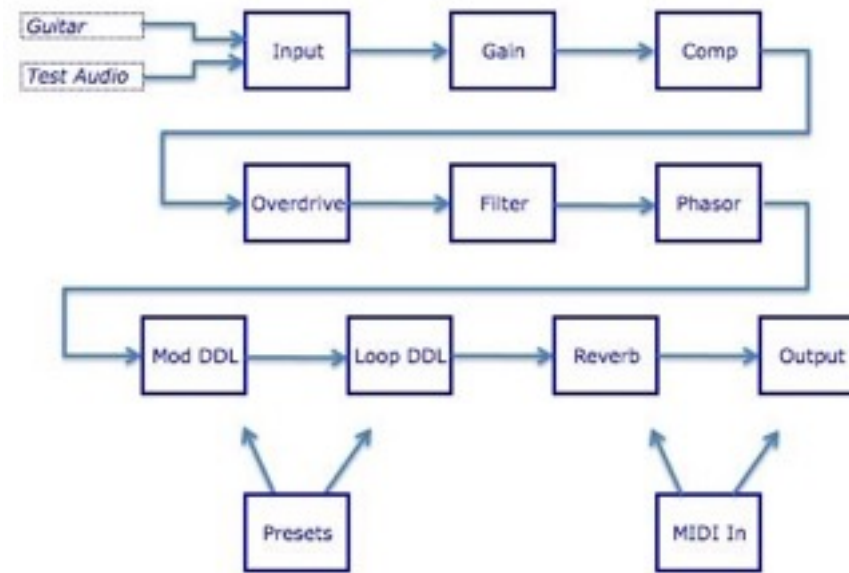 Guitar
Test Audio
Input
Gain
Comp
Overdrive
Filter
Phasor
Mod DDL
Loop DDL
Reverb
Output
Presets
MIDI In